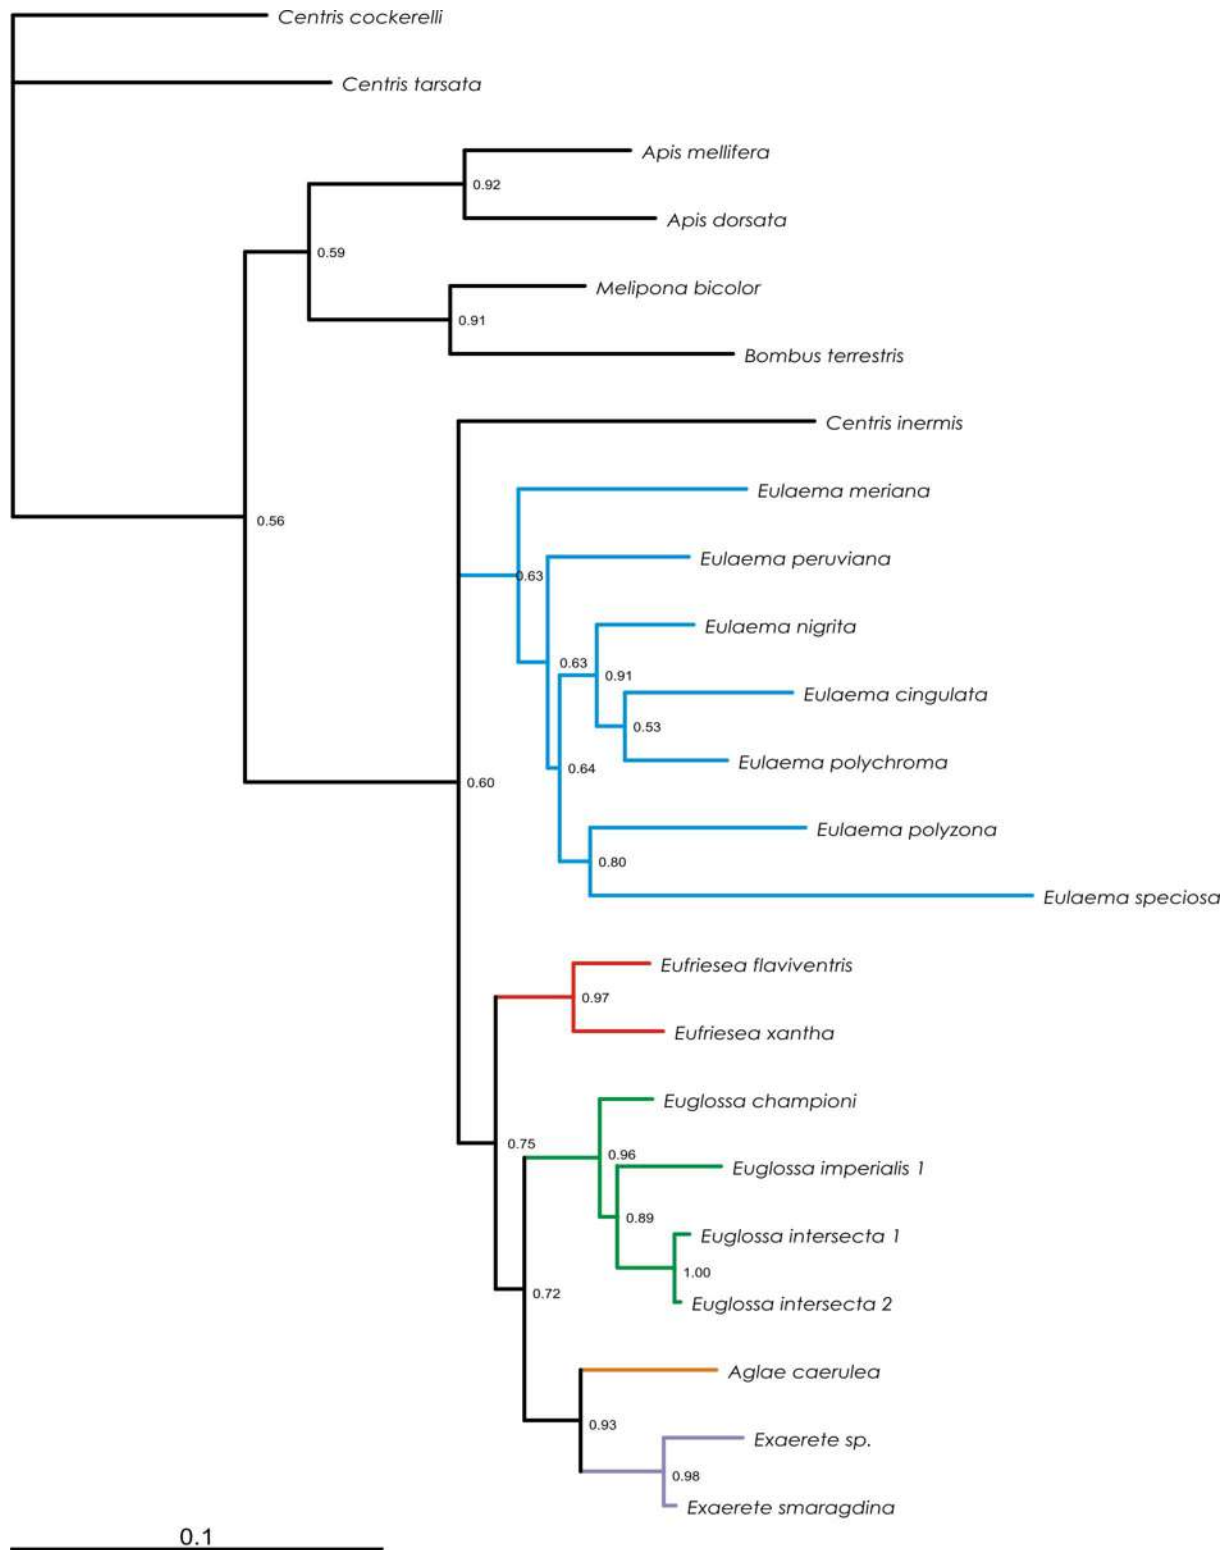 Centris cockerelli
Centris tarsata
Apis mellifera
0.92
Apis dorsata
0.59
Melipona bicolor
0.91
Bombus terrestris
Centris inermis
Eulaema meriana
0.56
Eulaema peruviana
0.63
Eulaema nigrita
0.63
0.91
Eulaema cingulata
0.53
Eulaema polychroma
0.64
0.60
Eulaema polyzona
0.80
Eulaema speciosa
Eufriesea flaviventris
0.97
Eufriesea xantha
Euglossa championi
0.75
0.96
Euglossa imperialis 1
0.89
Euglossa intersecta 1
1.00
0.72
Euglossa intersecta 2
Aglae caerulea
0.93
Exaerete sp.
0.98
Exaerete smaragdina
0.1